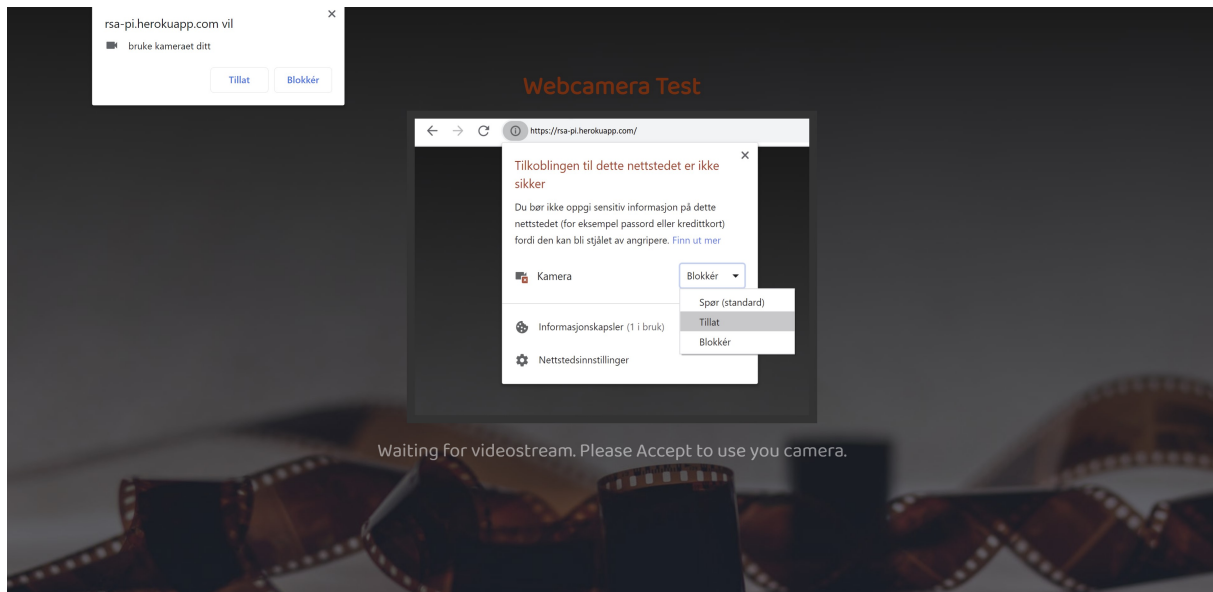 rsa-pi.herokuapp.com vil
bruke kameraet ditt
Tillat
Blokkér
Webcamera Test
https://rsa-pi.herokuapp.com/
Tilkoblingen til dette nettstedet er ikke
sikker
Du bør ikke oppgi sensitiv informasjon på dette
nettstedet (for eksempel passord eller kredittkort)
fordi den kan bli stjålet av angripere. Finn ut mer
Kamera
Blokkér
Spør (standard)
Tillat
Blokkér
Informasjonskapsler (1 i bruk)
Nettstedsinnstillinger
Waiting for videostream. Please Accept to use you camera.